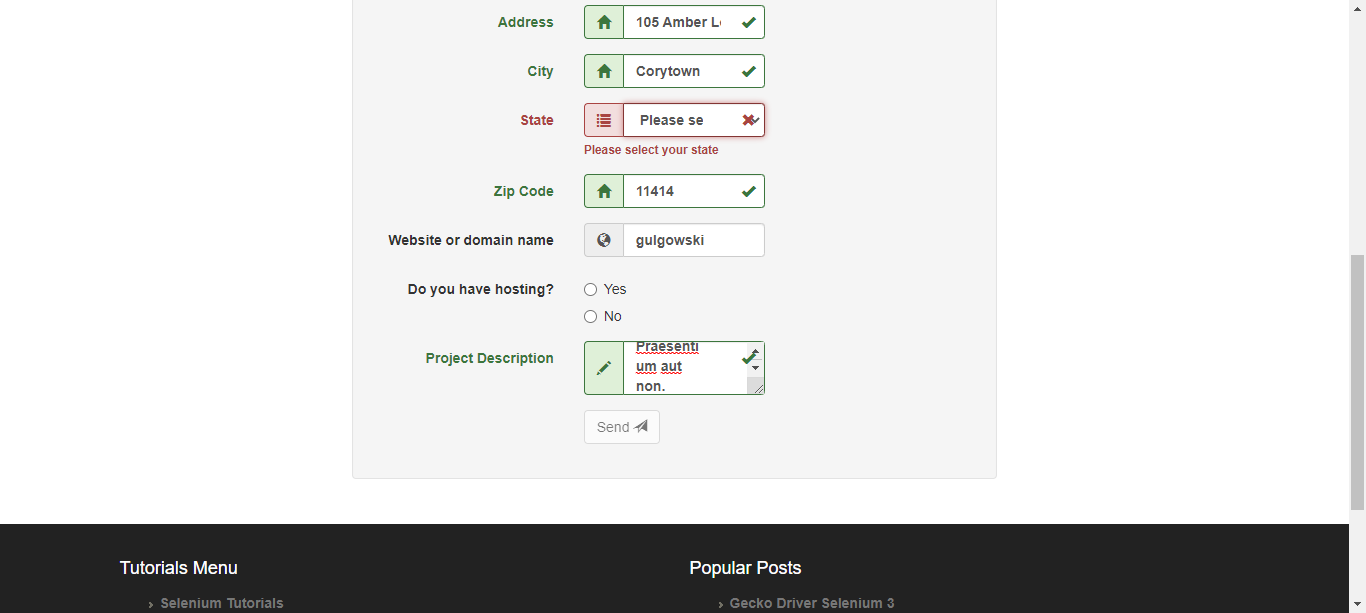 Address
105 Amber L
City
Corytown
State
Please se
Please select your state
Zip Code
11414
Website or domain name
gulgowski
Do you have hosting?
Yes
No
Project Description
Praesenti
um aut
non.
Send
Tutorials Menu
Popular Posts
Selenium Tutorials
Gecko Driver Selenium 3